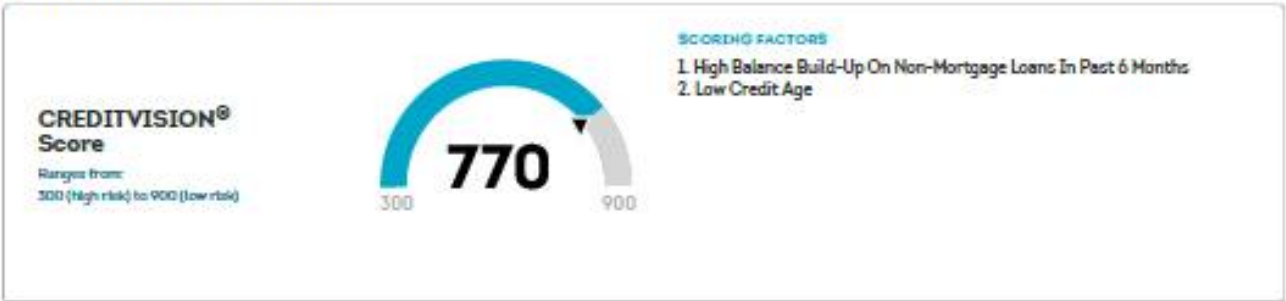 CREDITVISION®
Score
Ranges from:
300 (high risk) to 900 (low risk)
770
300
900
SCORING FACTORS
1. High Balance Build-Up On Non-Mortgage Loans In Past 6 Months
2. Low Credit Age